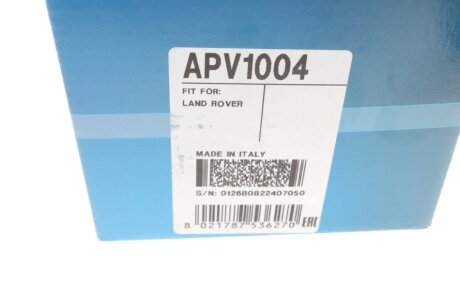 APV1004
FIT FOR:
LAND ROVER
MADE IN ITALY
S/N: 012680822407050
8 021787 536270
EAC